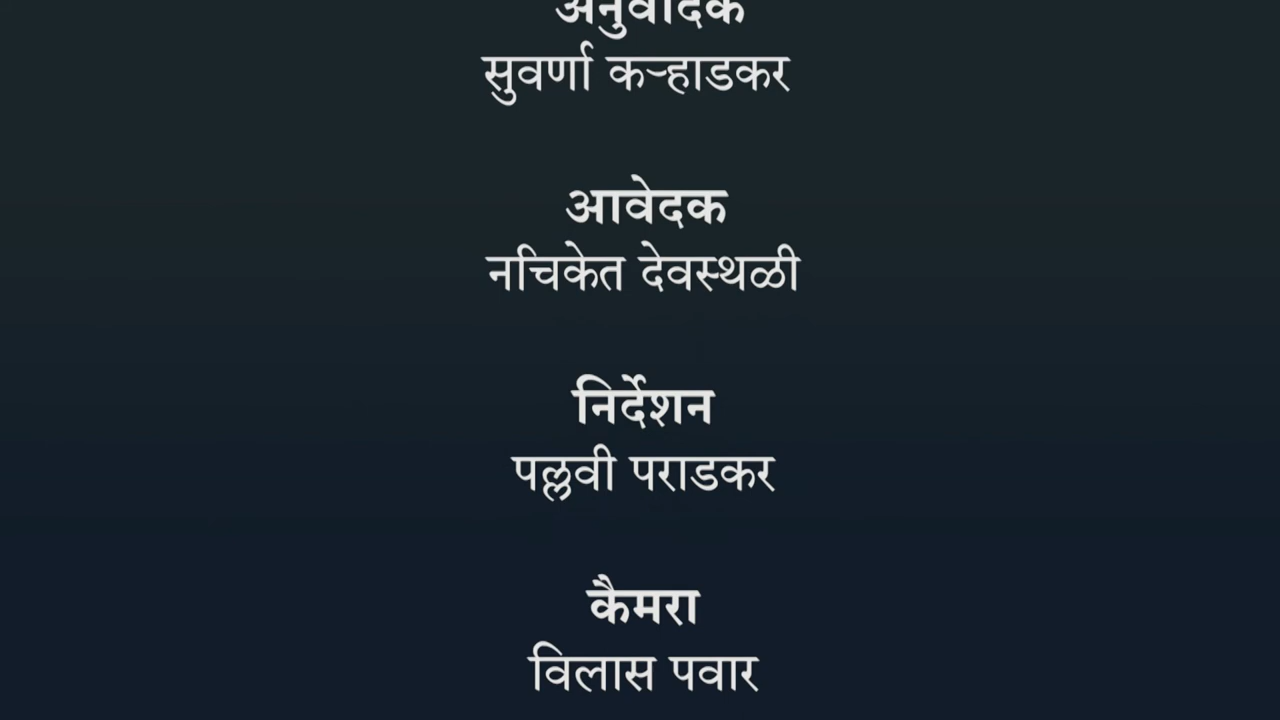 अनुवादक
सुवर्णा कऱ्हाडकर
आवेदक
नचिकेत देवस्थळी
निर्देशन
पल्लवी पराडकर
कैमरा
विलास पवार